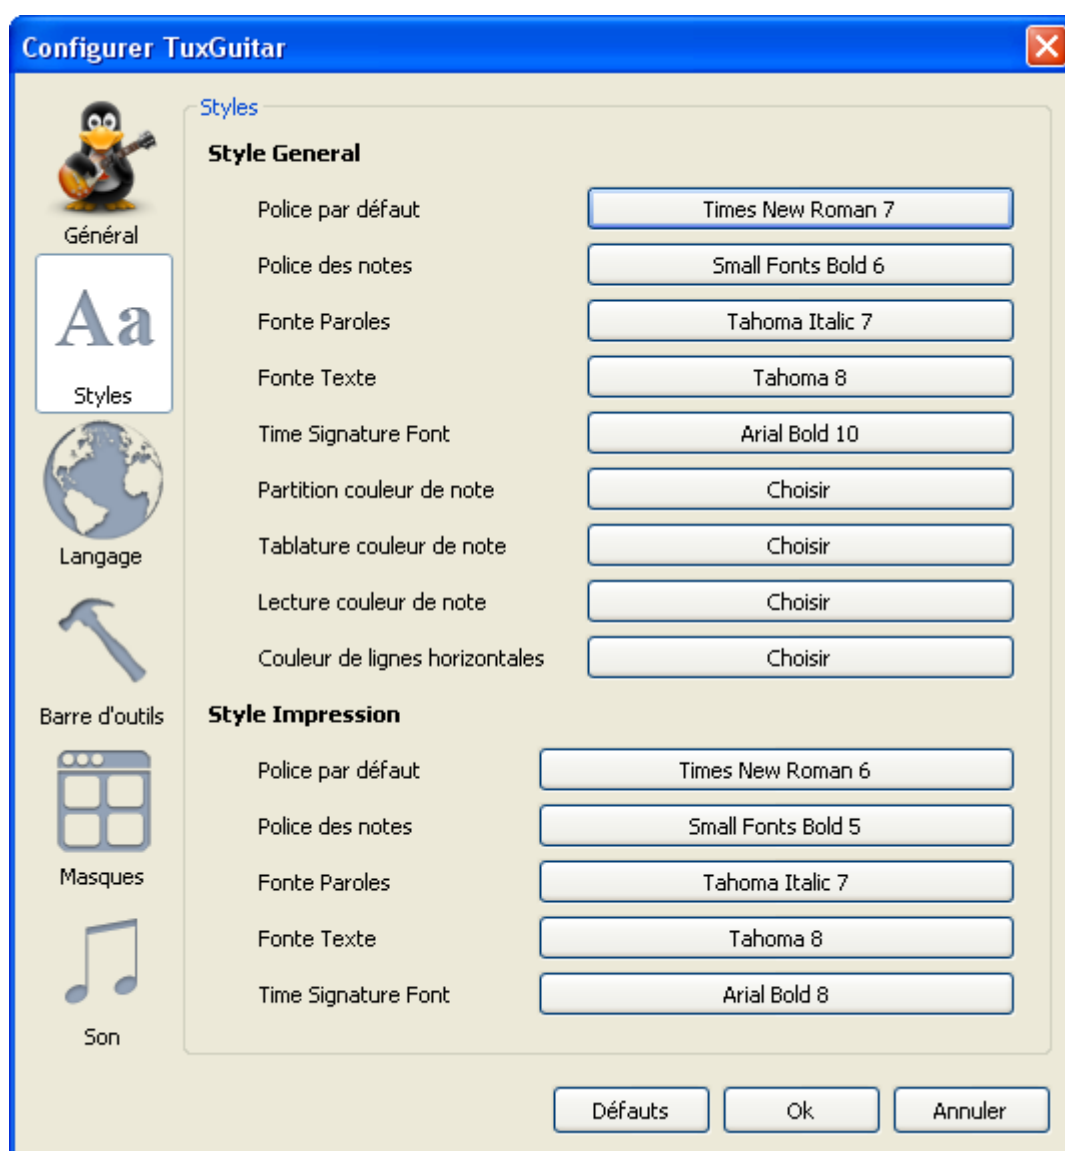 Configurer TuxGuitar
Général
Aa
Styles
Langage
Barre d'outils
Masques
Son
Styles
Style General
Police par défaut Times New Roman 7
Police des notes Small Fonts Bold 6
Fonte Paroles Tahoma Italic 7
Fonte Texte Tahoma 8
Time Signature Font Arial Bold 10
Partition couleur de note Choisir
Tablature couleur de note Choisir
Lecture couleur de note Choisir
Couleur de lignes horizontales Choisir
Style Impression
Police par défaut Times New Roman 6
Police des notes Small Fonts Bold 5
Fonte Paroles Tahoma Italic 7
Fonte Texte Tahoma 8
Time Signature Font Arial Bold 8
Défauts Ok Annuler